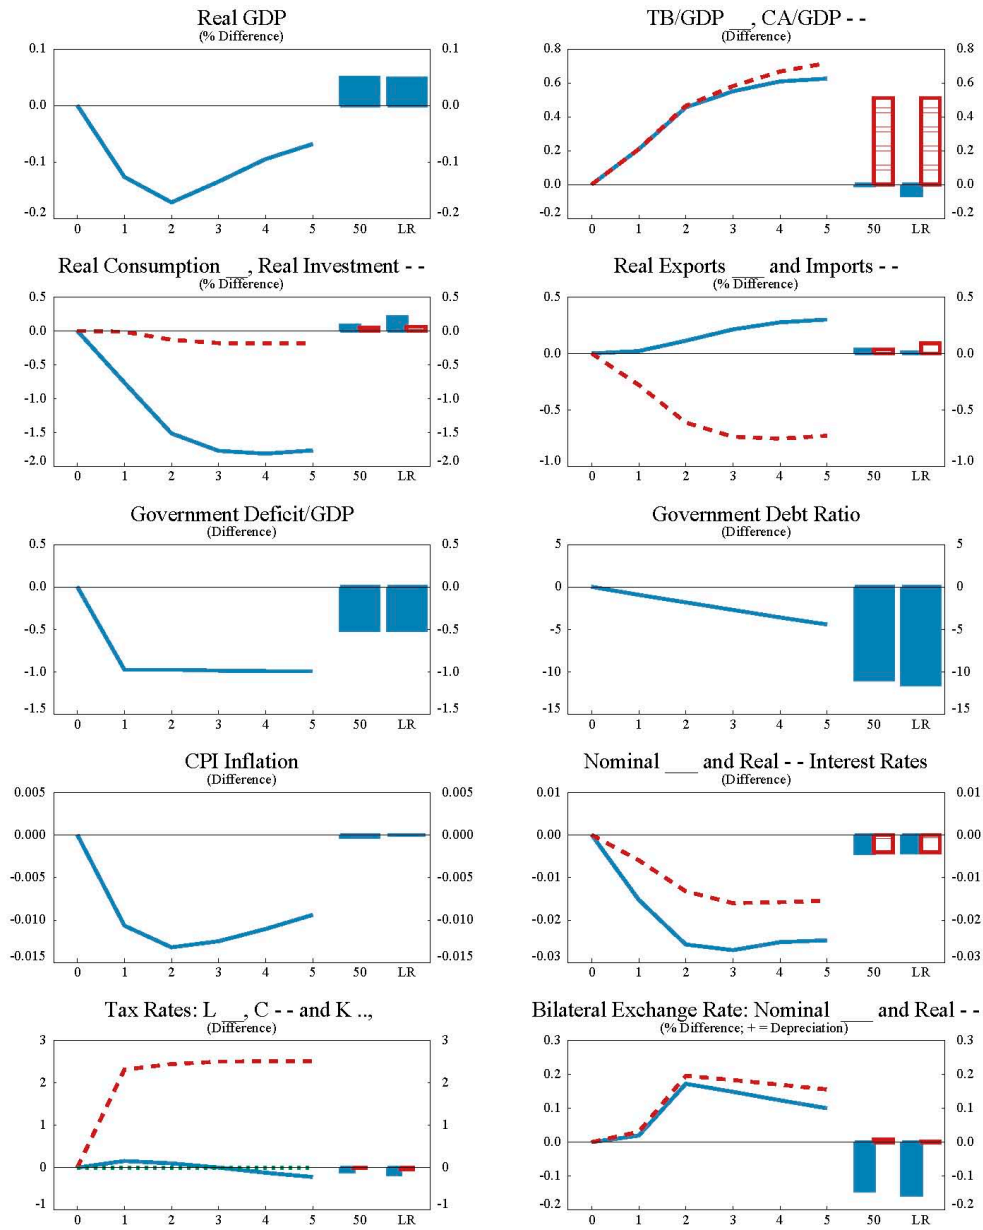 Real GDP
(% Difference)
0.1 0.1
0.0 0.0
-0.1 -0.1
-0.2 -0.2
0 1 2 3 4 5 50 LR
TB/GDP __, CA/GDP - -
(Difference)
0.8 0.8
0.6 0.6
0.4 0.4
0.2 0.2
0.0 0.0
-0.2 -0.2
0 1 2 3 4 5 50 LR
Real Consumption __, Real Investment - -
(% Difference)
0.5 0.5
0.0 0.0
-0.5 -0.5
-1.0 -1.0
-1.5 -1.5
-2.0 -2.0
0 1 2 3 4 5 50 LR
Real Exports ___ and Imports - -
(% Difference)
0.5 0.5
0.0 0.0
-0.5 -0.5
-1.0 -1.0
0 1 2 3 4 5 50 LR
Government Deficit/GDP
(Difference)
0.5 0.5
0.0 0.0
-0.5 -0.5
-1.0 -1.0
-1.5 -1.5
0 1 2 3 4 5 50 LR
Government Debt Ratio
(Difference)
5 5
0 0
-5 -5
-10 -10
-15 -15
0 1 2 3 4 5 50 LR
CPI Inflation
(Difference)
0.005 0.005
0.000 0.000
-0.005 -0.005
-0.010 -0.010
-0.015 -0.015
0 1 2 3 4 5 50 LR
Nominal ___ and Real - - Interest Rates
(Difference)
0.01 0.01
0.00 0.00
-0.01 -0.01
-0.02 -0.02
-0.03 -0.03
0 1 2 3 4 5 50 LR
Tax Rates: L __, C - - and K ..,
(Difference)
3 3
2 2
1 1
0 0
-1 -1
0 1 2 3 4 5 50 LR
Bilateral Exchange Rate: Nominal ___ and Real - -
(% Difference; + = Depreciation)
0.3 0.3
0.2 0.2
0.1 0.1
0.0 0.0
-0.1 -0.1
-0.2 -0.2
0 1 2 3 4 5 50 LR